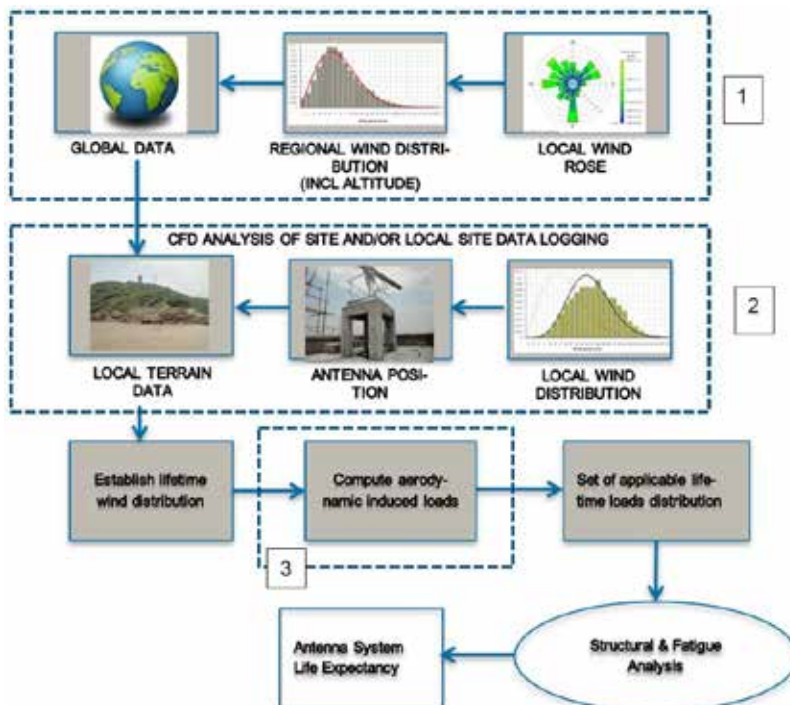 GLOBAL DATA
REGIONAL WIND DISTRI-
BUTION
(INCL ALTITUDE)
LOCAL WIND
ROSE
1
CFD ANALYSIS OF SITE AND/OR LOCAL SITE DATA LOGGING
LOCAL TERRAIN
DATA
ANTENNA POSI-
TION
LOCAL WIND
DISTRIBUTION
2
Establish lifetime
wind distribution
Compute aerody-
namic induced loads
Set of applicable life-
time loads distribution
3
Antenna System
Life Expectancy
Structural & Fatigue
Analysis